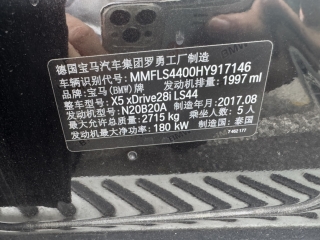 德国宝马汽车集团罗勇工厂制造
车辆识别代号：MMFLS4400HY917146
品牌：宝马(BMW)牌 发动机排量：1997 ml
整车型号：X5 xDrive28i LS44
发动机型号：N20B20A 制造年月：2017.08
最大允许总质量：2715 kg 乘坐人数：5 人
发动机最大净功率：180 kW 制造国：泰国
7 492 177